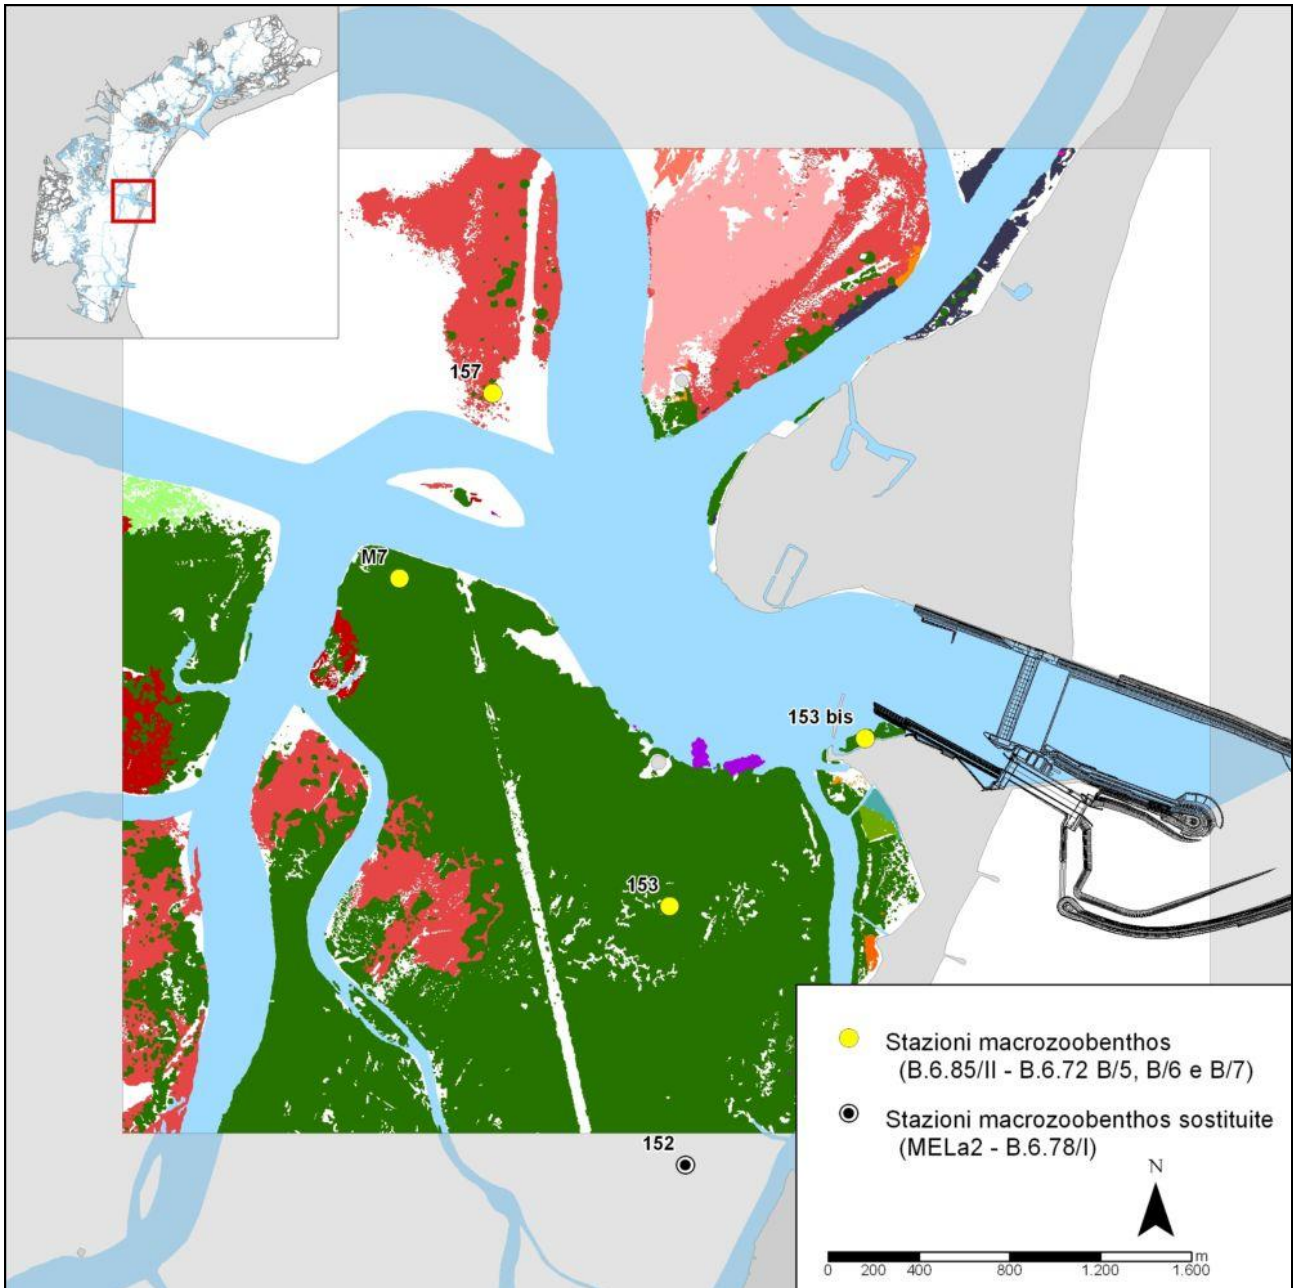 157
M7
153 bis
153
152
Stazioni macrozoobenthos
(B.6.85/II - B.6.72 B/5, B/6 e B/7)
Stazioni macrozoobenthos sostituite
(MELa2 - B.6.78/I)
N
m
0 200 400 800 1.200 1.600